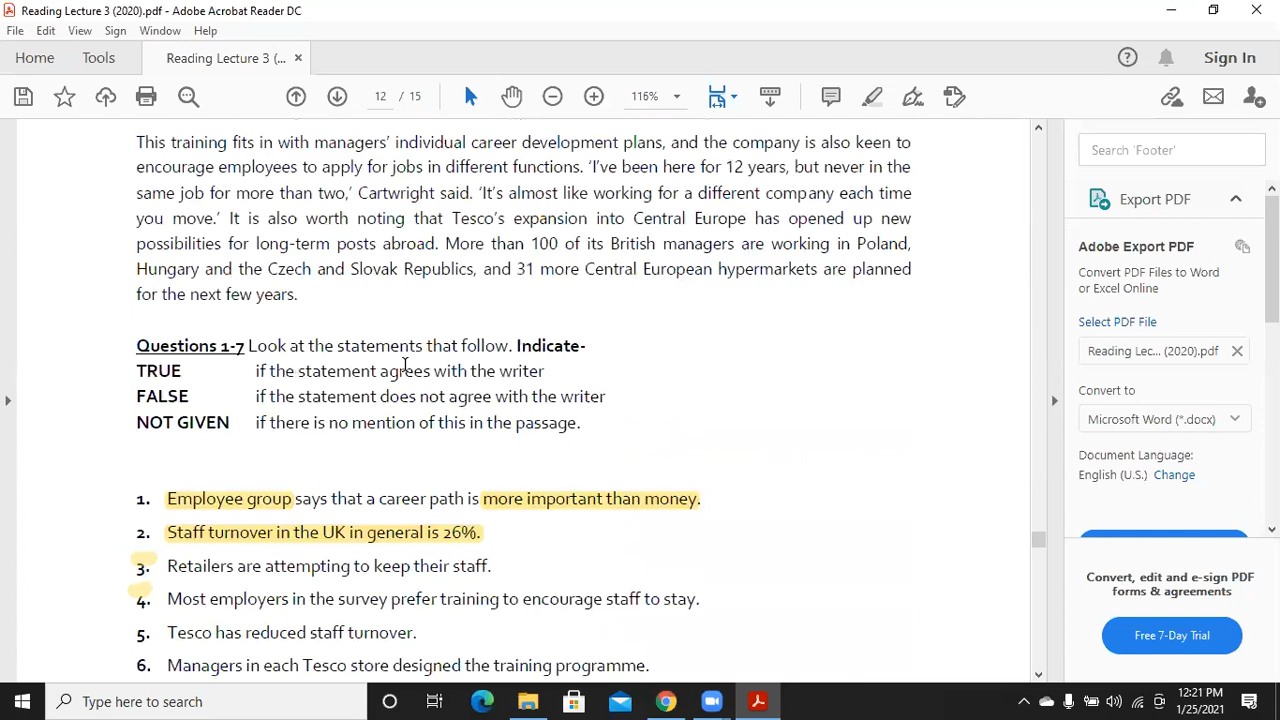 Reading Lecture 3 (2020).pdf - Adobe Acrobat Reader DC
File Edit View Sign Window Help
Home Tools Reading Lecture 3 (... ×
Sign In
12 / 15 116%
This training fits in with managers' individual career development plans, and the company is also keen to
encourage employees to apply for jobs in different functions. 'I've been here for 12 years, but never in the
same job for more than two,' Cartwright said. 'It's almost like working for a different company each time
you move.' It is also worth noting that Tesco's expansion into Central Europe has opened up new
possibilities for long-term posts abroad. More than 100 of its British managers are working in Poland,
Hungary and the Czech and Slovak Republics, and 31 more Central European hypermarkets are planned
for the next few years.
Questions 1-7 Look at the statements that follow. Indicate-
TRUE if the statement agrees with the writer
FALSE if the statement does not agree with the writer
NOT GIVEN if there is no mention of this in the passage.
1. Employee group says that a career path is more important than money.
2. Staff turnover in the UK in general is 26%.
3. Retailers are attempting to keep their staff.
4. Most employers in the survey prefer training to encourage staff to stay.
5. Tesco has reduced staff turnover.
6. Managers in each Tesco store designed the training programme.
Search 'Footer'
Export PDF
Adobe Export PDF
Convert PDF Files to Word
or Excel Online
Select PDF File
Reading Lec... (2020).pdf
Convert to
Microsoft Word (*.docx)
Document Language:
English (U.S.) Change
Convert, edit and e-sign PDF
forms & agreements
Free 7-Day Trial
Type here to search
12:21 PM
1/25/2021